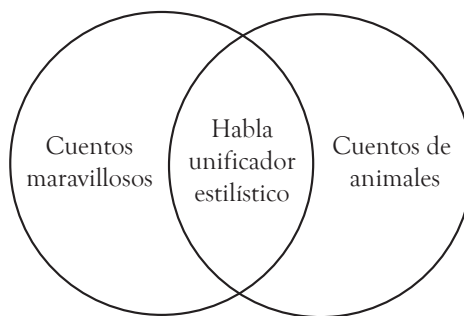 Cuentos
maravillosos
Habla
unificador
estilístico
Cuentos de
animales